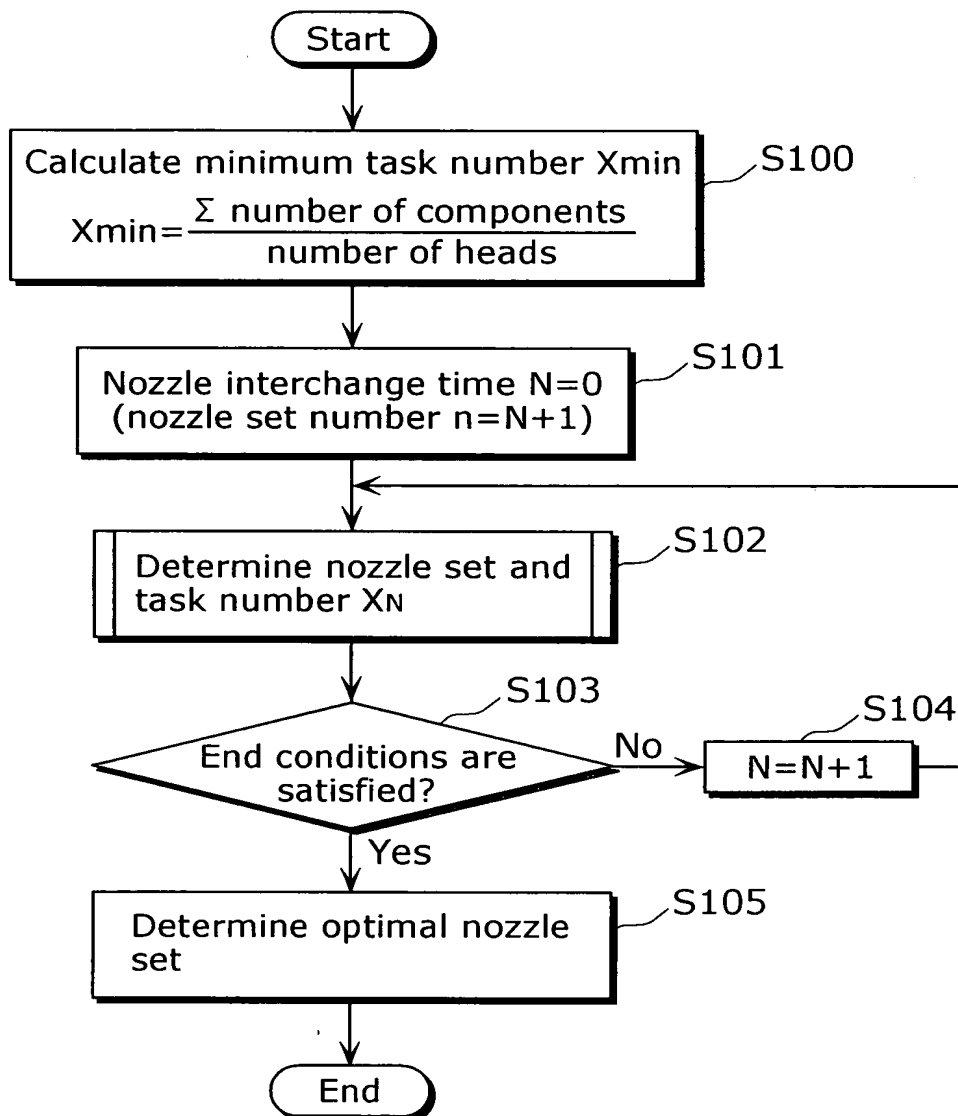 Start
Calculate minimum task number Xmin
S100
Xmin= Σ number of components
number of heads
S101
Nozzle interchange time N=0
(nozzle set number n=N+1)
S102
Determine nozzle set and
task number XN
S103
End conditions are
satisfied?
No
S104
N=N+1
Yes
S105
Determine optimal nozzle
set
End